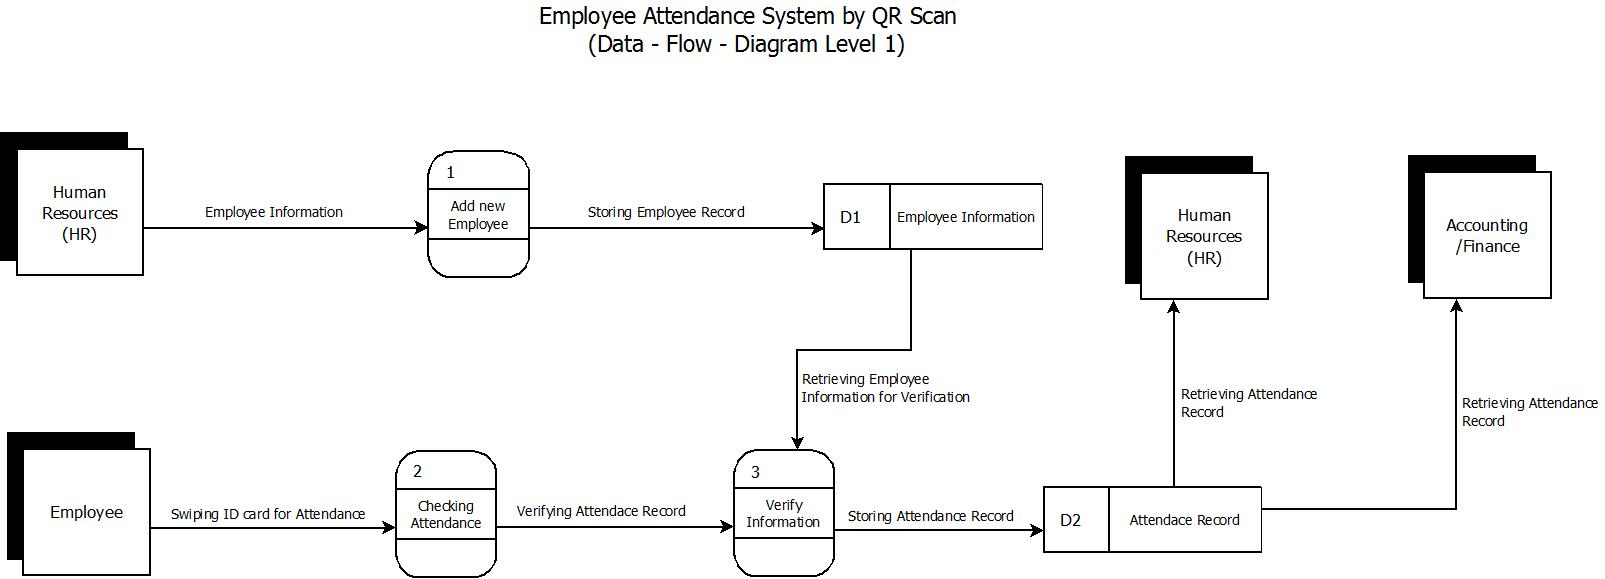 Employee Attendance System by QR Scan
(Data - Flow - Diagram Level 1)
Human
Resources
(HR)
Employee Information
1
Add new
Employee
Storing Employee Record
D1
Employee Information
Human
Resources
(HR)
Accounting
/Finance
Retrieving Employee
Information for Verification
Retrieving Attendance
Record
Retrieving Attendance
Record
Employee
Swiping ID card for Attendance
2
Checking
Attendance
Verifying Attendace Record
3
Verify
Information
Storing Attendance Record
D2
Attendace Record